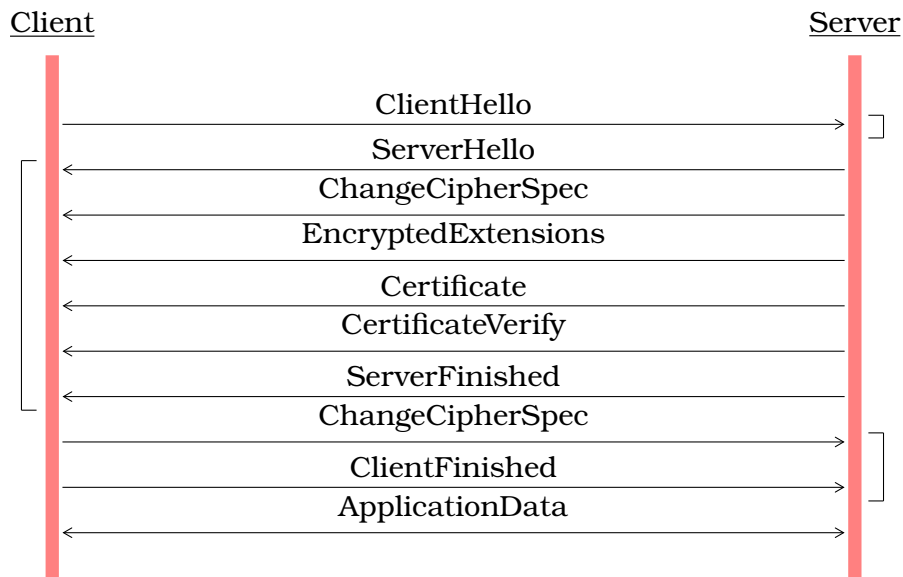 Client
Server
ClientHello
ServerHello
ChangeCipherSpec
EncryptedExtensions
Certificate
CertificateVerify
ServerFinished
ChangeCipherSpec
ClientFinished
ApplicationData